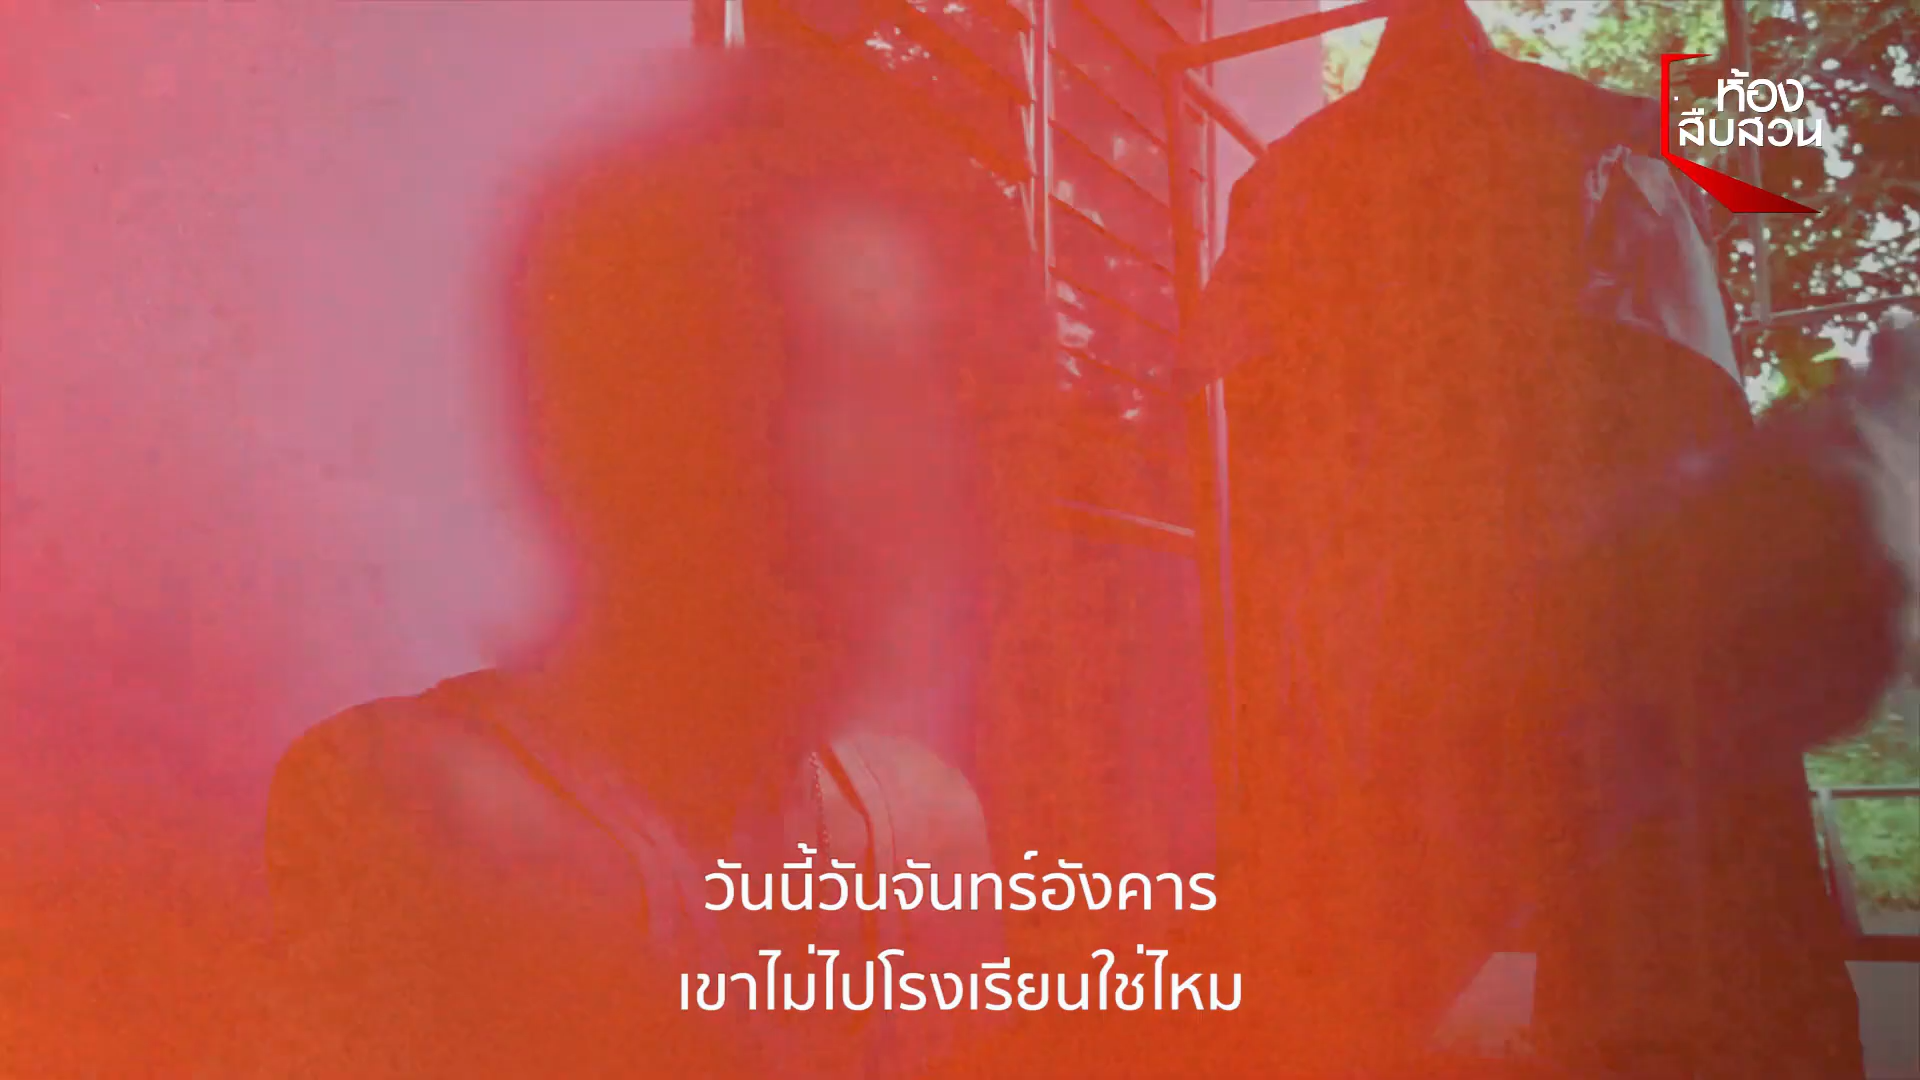 ห้อง
สืบสวน
วันนี้วันจันทร์อังคาร
เขาไม่ไปโรงเรียนใช่ไหม